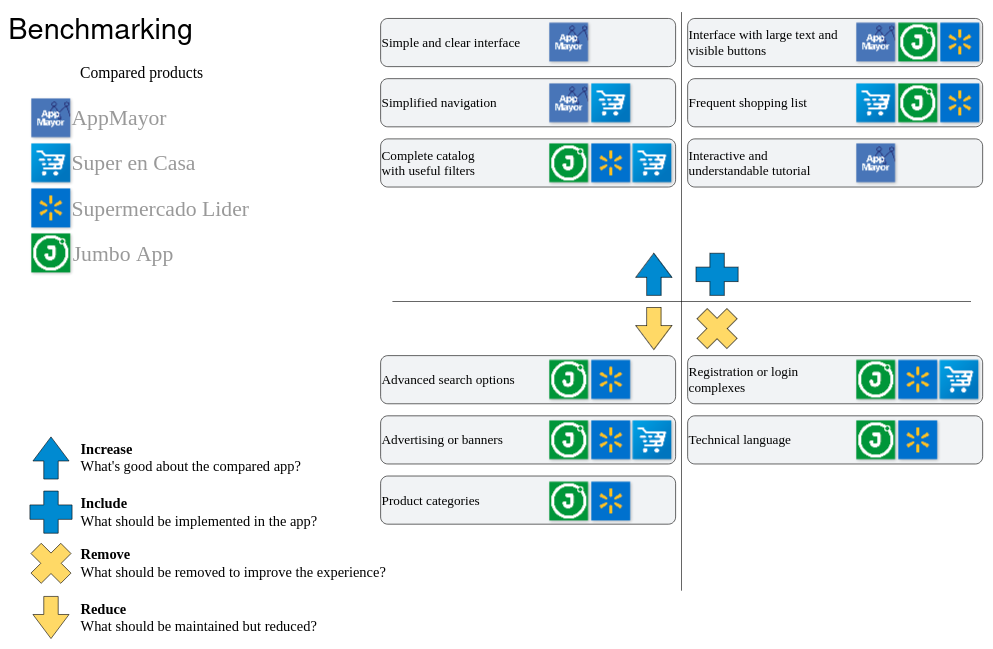 Benchmarking
Compared products
App
Mayor
AppMayor
Super en Casa
Supermercado Lider
J
Jumbo App
Simple and clear interface
App
Mayor
Simplified navigation
App
Mayor
Complete catalog
with useful filters
J
Interface with large text and
visible buttons
App
Mayor
J
Frequent shopping list
J
Interactive and
understandable tutorial
App
Mayor
Advanced search options
J
Advertising or banners
J
Product categories
J
Registration or login
complexes
J
Technical language
J
Increase
What's good about the compared app?
Include
What should be implemented in the app?
Remove
What should be removed to improve the experience?
Reduce
What should be maintained but reduced?